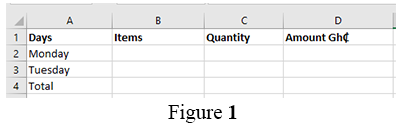 A B C D
1 Days Items Quantity Amount Gh₵
2 Monday
3 Tuesday
4 Total
Figure 1